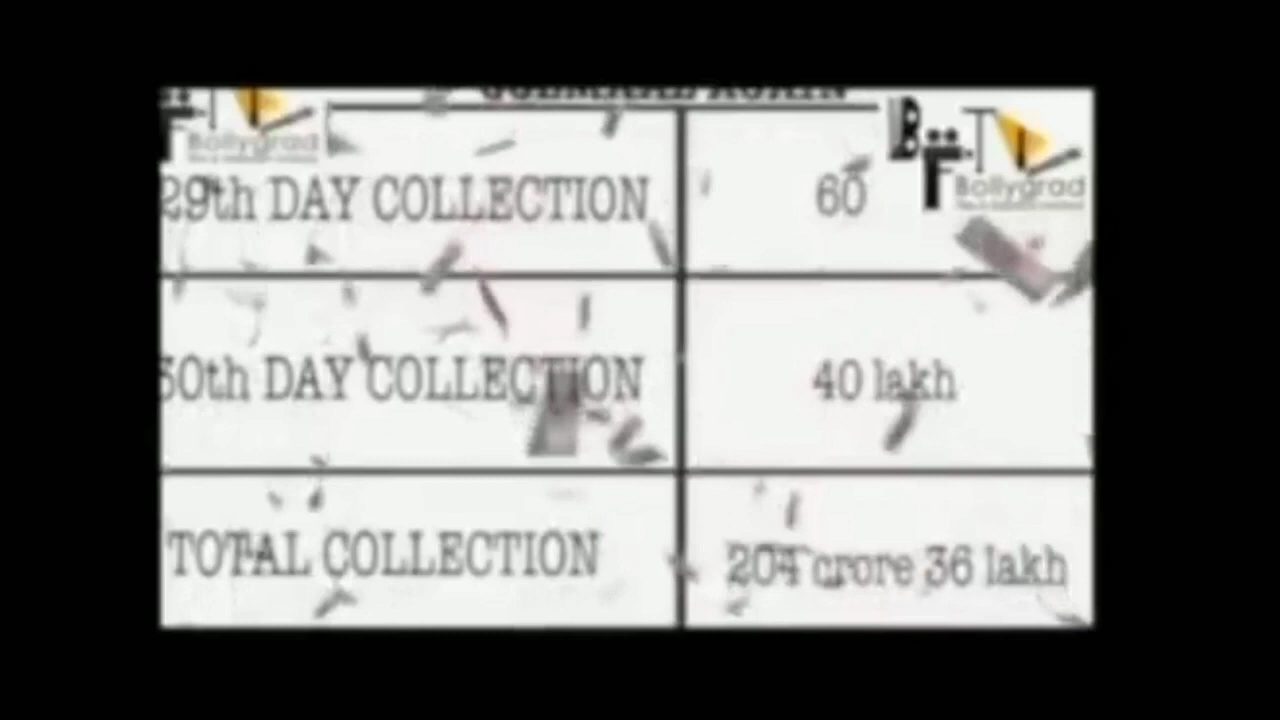 Bollygrad
Bollygrad
29th DAY COLLECTION 60
30th DAY COLLECTION 40 lakh
TOTAL COLLECTION 204 crore 36 lakh